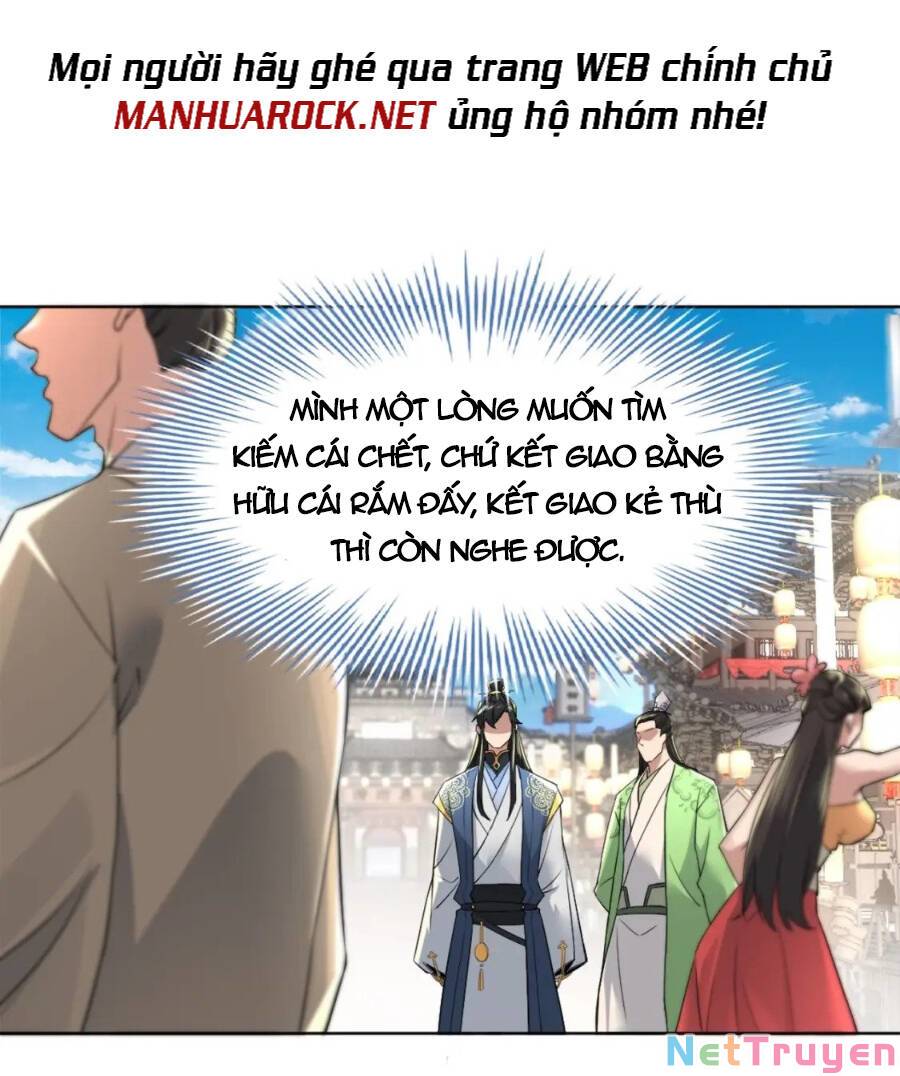 Mọi người hãy ghé qua trang WEB chính chủ
MANHUAROCK.NET ủng hộ nhóm nhé!
MÌNH MỘT LÒNG MUỐN TÌM
KIẾM CÁI CHẾT, CHỨ KẾT GIAO BẰNG
HỮU CÁI RẮM ĐẤY, KẾT GIAO KẺ THÙ
THÌ CÒN NGHE ĐƯỢC.
NetTruyen